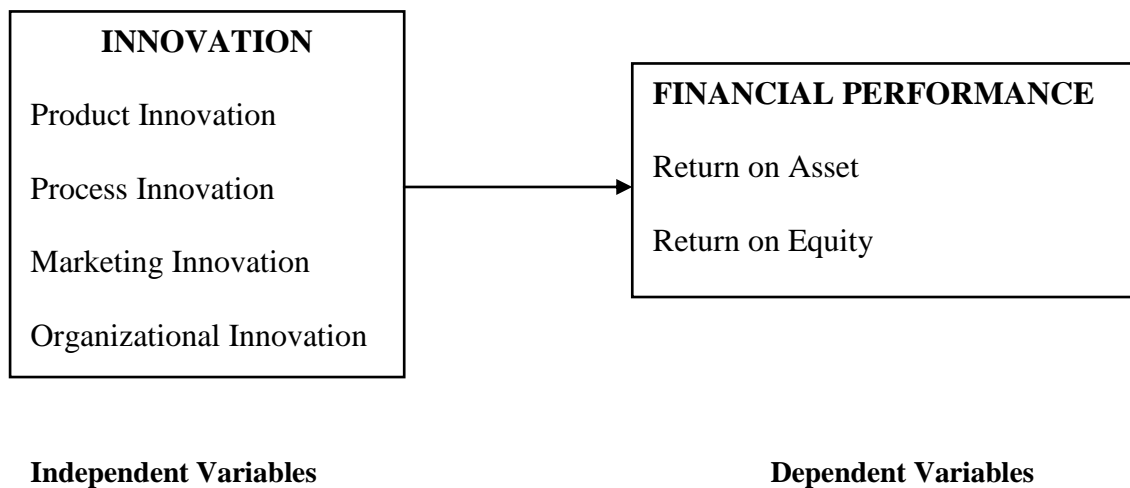 INNOVATION
Product Innovation
Process Innovation
Marketing Innovation
Organizational Innovation
FINANCIAL PERFORMANCE
Return on Asset
Return on Equity
Independent Variables
Dependent Variables